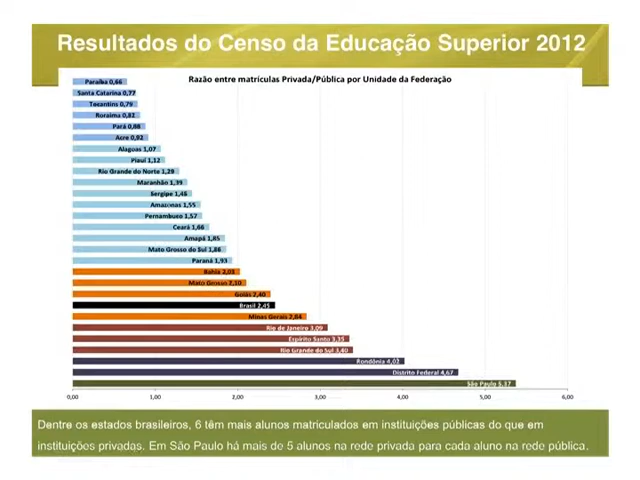 Resultados do Censo da Educação Superior 2012
Razão entre matrículas Privada/Pública por Unidade da Federação
Paraíba 0,66
Santa Catarina 0,77
Tocantins 0,79
Roraima 0,82
Pará 0,88
Acre 0,92
Alagoas 1,07
Piauí 1,12
Rio Grande do Norte 1,29
Maranhão 1,39
Sergipe 1,45
Amazonas 1,55
Pernambuco 1,57
Ceará 1,66
Amapá 1,85
Mato Grosso do Sul 1,86
Paraná 1,93
Bahia 2,03
Mato Grosso 2,10
Goiás 2,40
Brasil 2,45
Minas Gerais 2,84
Rio de Janeiro 3,09
Espírito Santo 3,35
Rio Grande do Sul 3,40
Rondônia 4,02
Distrito Federal 4,67
São Paulo 5,37
0,00 1,00 2,00 3,00 4,00 5,00 6,00
Dentre os estados brasileiros, 6 têm mais alunos matriculados em instituições públicas do que em
instituições privadas. Em São Paulo há mais de 5 alunos na rede privada para cada aluno na rede pública.